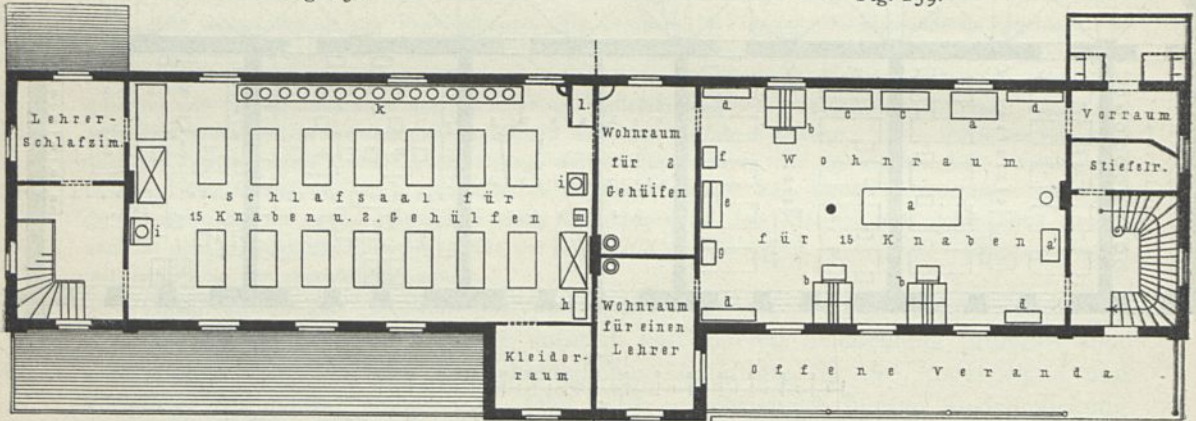 Fig.
Lehrer-
Schlafzim.
k
l.
Schlafsaal für
15 Knaben u. 2. Gehülfen
i
i
m
h
Kleider-
raum
Wohnraum
für 2
Gehülfen
Wohnraum
für einen
Lehrer
d
b
c
c
a
d
f
Wohnraum
e
a
für 15 Knaben
g
a'
b
b
d
d
Vorraum
Stiefelr.
Offene Veranda